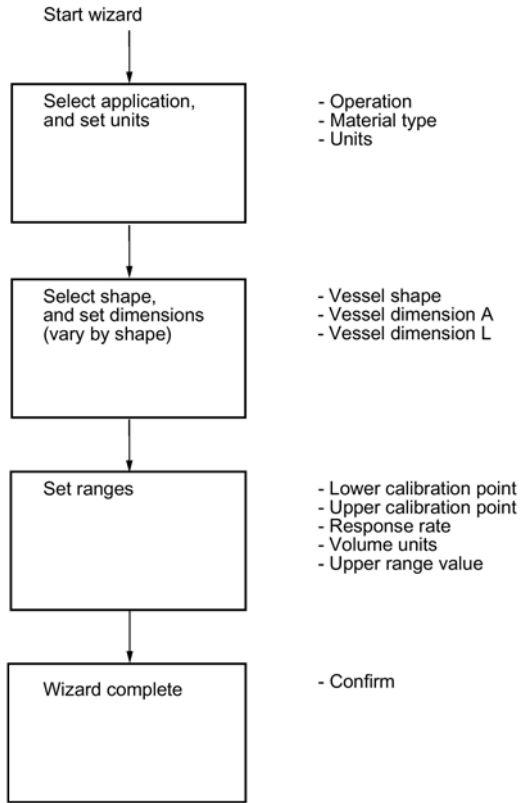 Start wizard
Select application,
and set units
- Operation
- Material type
- Units
Select shape,
and set dimensions
(vary by shape)
- Vessel shape
- Vessel dimension A
- Vessel dimension L
Set ranges
- Lower calibration point
- Upper calibration point
- Response rate
- Volume units
- Upper range value
Wizard complete
- Confirm